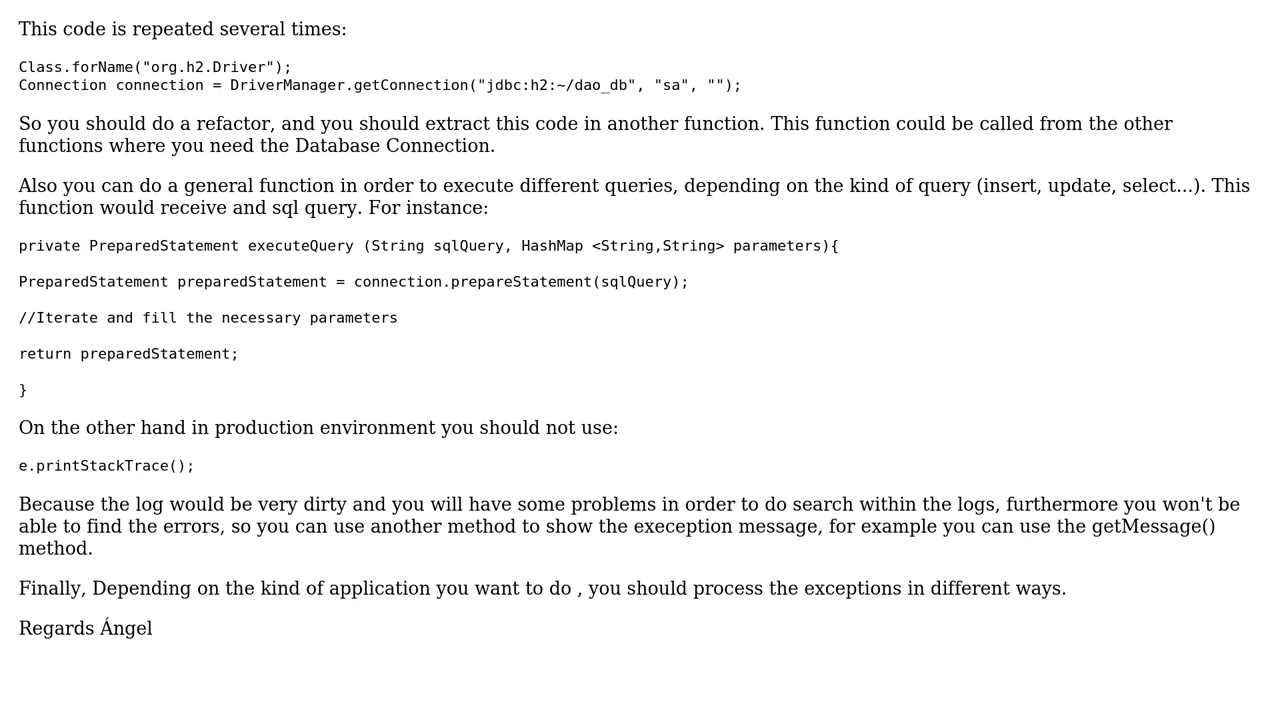 This code is repeated several times:
Class.forName("org.h2.Driver");
Connection connection = DriverManager.getConnection("jdbc:h2:~/dao_db", "sa", "");
So you should do a refactor, and you should extract this code in another function. This function could be called from the other
functions where you need the Database Connection.
Also you can do a general function in order to execute different queries, depending on the kind of query (insert, update, select...). This
function would receive and sql query. For instance:
private PreparedStatement executeQuery (String sqlQuery, HashMap <String,String> parameters){
PreparedStatement preparedStatement = connection.prepareStatement(sqlQuery);
//Iterate and fill the necessary parameters
return preparedStatement;
}
On the other hand in production environment you should not use:
e.printStackTrace();
Because the log would be very dirty and you will have some problems in order to do search within the logs, furthermore you won't be
able to find the errors, so you can use another method to show the exeception message, for example you can use the getMessage()
method.
Finally, Depending on the kind of application you want to do , you should process the exceptions in different ways.
Regards Ángel